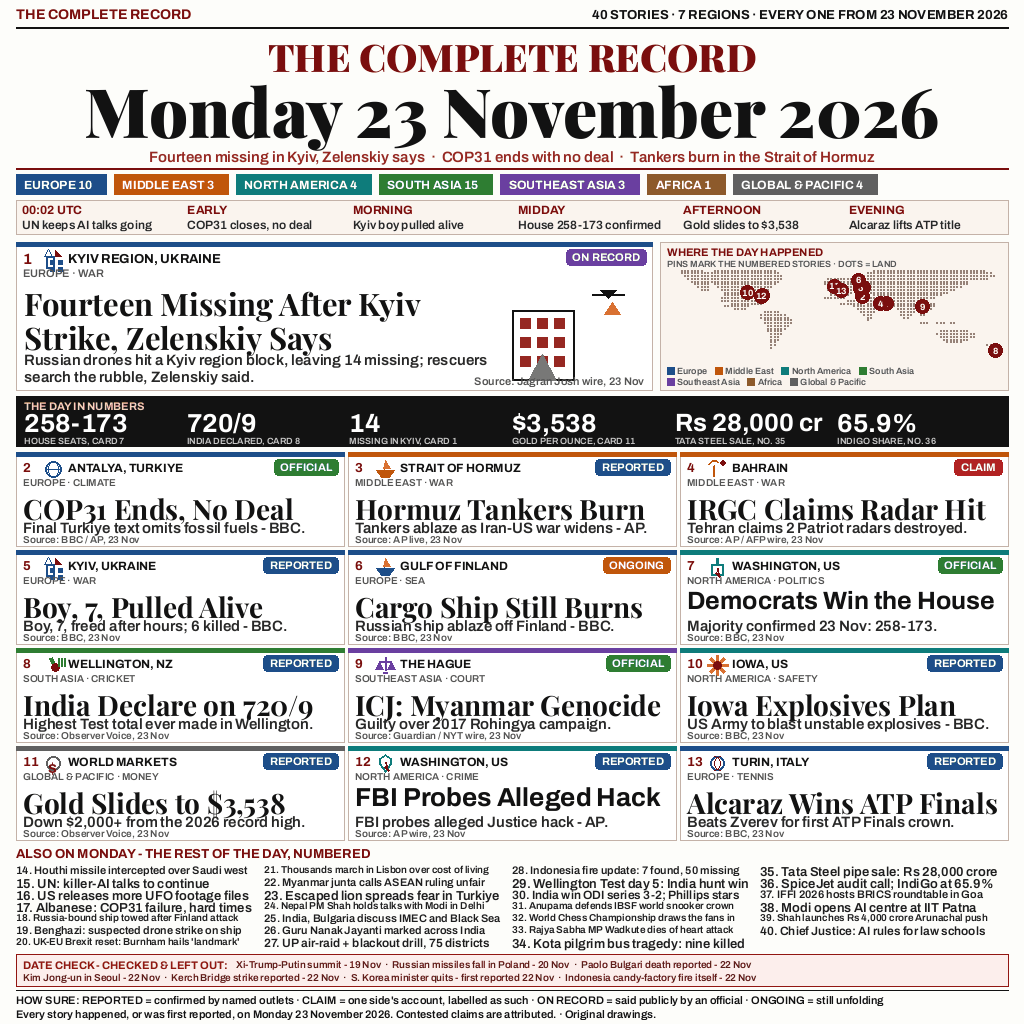 THE COMPLETE RECORD
40 STORIES · 7 REGIONS · EVERY ONE FROM 23 NOVEMBER 2026
THE COMPLETE RECORD
Monday 23 November 2026
Fourteen missing in Kyiv, Zelenskiy says · COP31 ends with no deal · Tankers burn in the Strait of Hormuz
EUROPE 10
MIDDLE EAST 3
NORTH AMERICA 4
SOUTH ASIA 15
SOUTHEAST ASIA 3
AFRICA 1
GLOBAL & PACIFIC 4
00:02 UTC
UN keeps AI talks going
EARLY
COP31 closes, no deal
MORNING
Kyiv boy pulled alive
MIDDAY
House 258-173 confirmed
AFTERNOON
Gold slides to $3,538
EVENING
Alcaraz lifts ATP title
1 KYIV REGION, UKRAINE
ON RECORD
EUROPE · WAR
Fourteen Missing After Kyiv
Strike, Zelenskiy Says
Russian drones hit a Kyiv region block, leaving 14 missing; rescuers
search the rubble, Zelenskiy said.
Source: Jagran Josh wire, 23 Nov
WHERE THE DAY HAPPENED
PINS MARK THE NUMBERED STORIES · DOTS = LAND
10
12
13
6
2
4
9
8
Europe
Middle East
North America
South Asia
Southeast Asia
Africa
Global & Pacific
THE DAY IN NUMBERS
258-173
HOUSE SEATS, CARD 7
720/9
INDIA DECLARED, CARD 8
14
MISSING IN KYIV, CARD 1
$3,538
GOLD PER OUNCE, CARD 11
Rs 28,000 cr
TATA STEEL SALE, NO. 35
65.9%
INDIGO SHARE, NO. 36
2 ANTALYA, TURKIYE
OFFICIAL
EUROPE · CLIMATE
COP31 Ends, No Deal
Final Turkiye text omits fossil fuels - BBC.
Source: BBC / AP, 23 Nov
3 STRAIT OF HORMUZ
REPORTED
MIDDLE EAST · WAR
Hormuz Tankers Burn
Tankers ablaze as Iran-US war widens - AP.
Source: AP live, 23 Nov
4 BAHRAIN
CLAIM
MIDDLE EAST · WAR
IRGC Claims Radar Hit
Tehran claims 2 Patriot radars destroyed.
Source: AP / AFP wire, 23 Nov
5 KYIV, UKRAINE
REPORTED
EUROPE · WAR
Boy, 7, Pulled Alive
Boy, 7, freed after hours; 6 killed - BBC.
Source: BBC, 23 Nov
6 GULF OF FINLAND
ONGOING
EUROPE · SEA
Cargo Ship Still Burns
Russian ship ablaze off Finland - BBC.
Source: BBC, 23 Nov
7 WASHINGTON, US
OFFICIAL
NORTH AMERICA · POLITICS
Democrats Win the House
Majority confirmed 23 Nov: 258-173.
Source: BBC, 23 Nov
8 WELLINGTON, NZ
REPORTED
SOUTH ASIA · CRICKET
India Declare on 720/9
Highest Test total ever made in Wellington.
Source: Observer Voice, 23 Nov
9 THE HAGUE
OFFICIAL
SOUTHEAST ASIA · COURT
ICJ: Myanmar Genocide
Guilty over 2017 Rohingya campaign.
Source: Guardian / NYT wire, 23 Nov
10 IOWA, US
REPORTED
NORTH AMERICA · SAFETY
Iowa Explosives Plan
US Army to blast unstable explosives - BBC.
Source: BBC, 23 Nov
11 WORLD MARKETS
REPORTED
GLOBAL & PACIFIC · MONEY
Gold Slides to $3,538
Down $2,000+ from the 2026 record high.
Source: Observer Voice, 23 Nov
12 WASHINGTON, US
REPORTED
NORTH AMERICA · CRIME
FBI Probes Alleged Hack
FBI probes alleged Justice hack - AP.
Source: AP wire, 23 Nov
13 TURIN, ITALY
REPORTED
EUROPE · TENNIS
Alcaraz Wins ATP Finals
Beats Zverev for first ATP Finals crown.
Source: BBC, 23 Nov
ALSO ON MONDAY - THE REST OF THE DAY, NUMBERED
14. Houthi missile intercepted over Saudi west
15. UN: killer-AI talks to continue
16. US releases more UFO footage files
17. Albanese: COP31 failure, hard times
18. Russia-bound ship towed after Finland attack
19. Benghazi: suspected drone strike on ship
20. UK-EU Brexit reset: Burnham hails 'landmark'
21. Thousands march in Lisbon over cost of living
22. Myanmar junta calls ASEAN ruling unfair
23. Escaped lion spreads fear in Turkiye
24. Nepal PM Shah holds talks with Modi in Delhi
25. India, Bulgaria discuss IMEC and Black Sea
26. Guru Nanak Jayanti marked across India
27. UP air-raid + blackout drill, 75 districts
28. Indonesia fire update: 7 found, 50 missing
29. Wellington Test day 5: India hunt win
30. India win ODI series 3-2; Phillips stars
31. Anupama defends IBSF world snooker crown
32. World Chess Championship draws the fans in
33. Rajya Sabha MP Wadkute dies of heart attack
34. Kota pilgrim bus tragedy: nine killed
35. Tata Steel pipe sale: Rs 28,000 crore
36. SpiceJet audit call; IndiGo at 65.9%
37. IFFI 2026 hosts BRICS roundtable in Goa
38. Modi opens AI centre at IIT Patna
39. Shah launches Rs 4,000 crore Arunachal push
40. Chief Justice: AI rules for law schools
DATE CHECK - CHECKED & LEFT OUT: Xi-Trump-Putin summit - 19 Nov · Russian missiles fall in Poland - 20 Nov · Paolo Bulgari death reported - 22 Nov
Kim Jong-un in Seoul - 22 Nov · Kerch Bridge strike reported - 22 Nov · S. Korea minister quits - first reported 22 Nov · Indonesia candy-factory fire itself - 22 Nov
HOW SURE: REPORTED = confirmed by named outlets · CLAIM = one side's account, labelled as such · ON RECORD = said publicly by an official · ONGOING = still unfolding
Every story happened, or was first reported, on Monday 23 November 2026. Contested claims are attributed. · Original drawings.